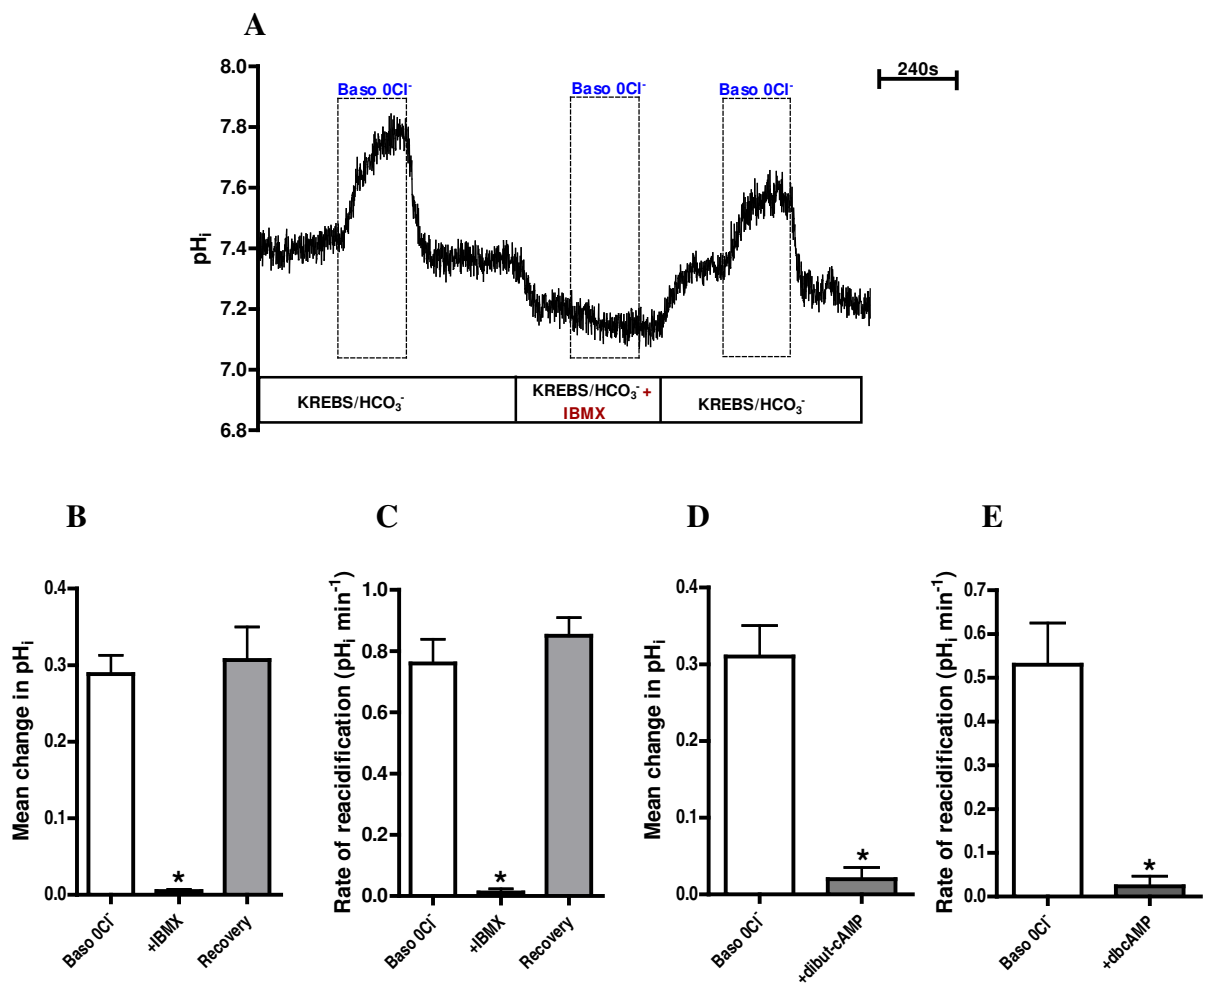 A
8.0
7.8
7.6
7.4
7.2
7.0
6.8
pHi
Baso 0Cl⁻
Baso 0Cl⁻
Baso 0Cl⁻
240s
KREBS/HCO₃⁻
KREBS/HCO₃⁻ +
IBMX
KREBS/HCO₃⁻
B
Mean change in pHi
0.4
0.3
0.2
0.1
0.0
*
Baso 0Cl⁻
+IBMX
Recovery
C
Rate of reacidification (pHi min⁻¹)
1.0
0.8
0.6
0.4
0.2
0.0
*
Baso 0Cl⁻
+IBMX
Recovery
D
Mean change in pHi
0.4
0.3
0.2
0.1
0.0
*
Baso 0Cl⁻
+dibut-cAMP
E
Rate of reacidification (pHi min⁻¹)
0.7
0.6
0.5
0.4
0.3
0.2
0.1
0.0
*
Baso 0Cl⁻
+dbcAMP